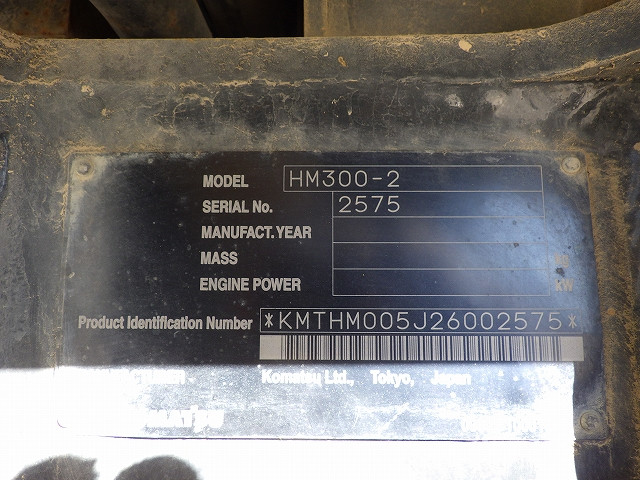 MODEL HM300-2
SERIAL No. 2575
MANUFACT. YEAR
MASS kg
ENGINE POWER kW
Product Identification Number *KMTHM005J26002575*
Komatsu Ltd., Tokyo, Japan